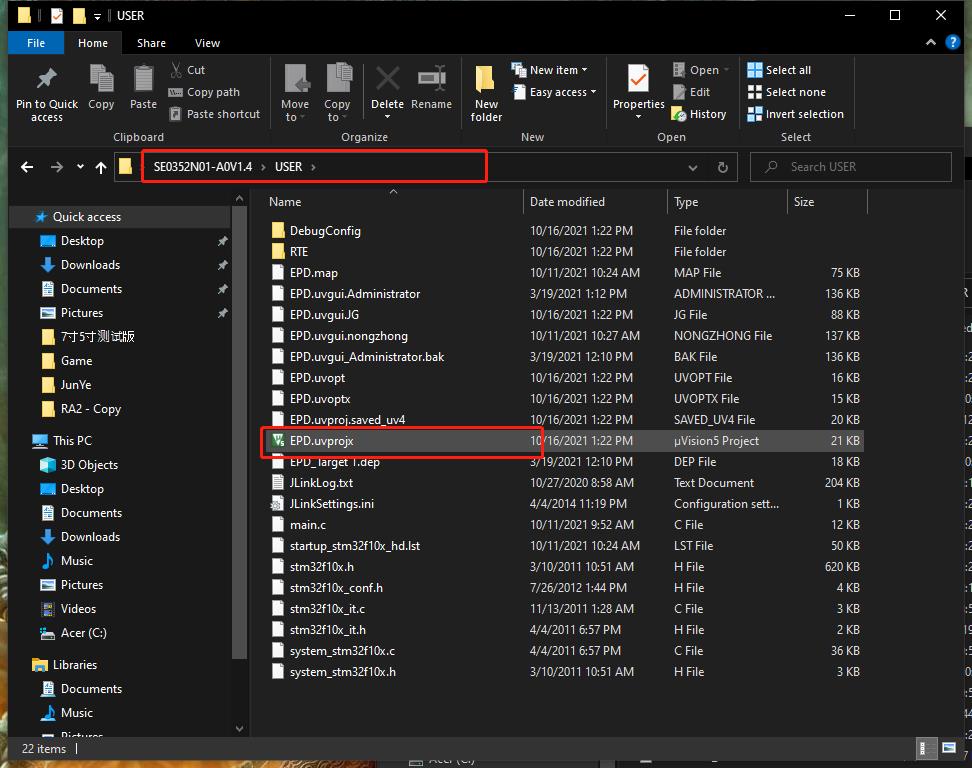 USER
File Home Share View
Pin to Quick access
Copy
Paste
Cut
Copy path
Paste shortcut
Clipboard
Move to
Copy to
Delete
Rename
Organize
New folder
New item
Easy access
New
Properties
Open
Edit
History
Open
Select all
Select none
Invert selection
Select
SE0352N01-A0V1.4 > USER >
Search USER
Quick access
Desktop
Downloads
Documents
Pictures
7寸5寸测试版
Game
JunYe
RA2 - Copy
This PC
3D Objects
Desktop
Documents
Downloads
Music
Pictures
Videos
Acer (C:)
Libraries
Documents
Music
Pictures
Name Date modified Type Size
DebugConfig 10/16/2021 1:22 PM File folder
RTE 10/16/2021 1:22 PM File folder
EPD.map 10/11/2021 10:24 AM MAP File 75 KB
EPD.uvgui.Administrator 3/19/2021 1:12 PM ADMINISTRATOR ... 136 KB
EPD.uvgui.JG 10/16/2021 1:22 PM JG File 88 KB
EPD.uvgui.nongzhong 10/11/2021 10:27 AM NONGZHONG File 137 KB
EPD.uvgui_Administrator.bak 3/19/2021 12:10 PM BAK File 136 KB
EPD.uvopt 10/16/2021 1:22 PM UVOPT File 16 KB
EPD.uvoptx 10/16/2021 1:22 PM UVOPTX File 15 KB
EPD.uvproj.saved_uv4 10/16/2021 1:22 PM SAVED_UV4 File 20 KB
EPD.uvprojx 10/16/2021 1:22 PM µVision5 Project 21 KB
EPD_Target 1.dep 3/19/2021 12:10 PM DEP File 38 KB
JLinkLog.txt 10/27/2020 8:58 AM Text Document 204 KB
JLinkSettings.ini 4/4/2014 11:19 PM Configuration sett... 1 KB
main.c 10/11/2021 9:52 AM C File 12 KB
startup_stm32f10x_hd.lst 10/11/2021 10:24 AM LST File 50 KB
stm32f10x.h 3/10/2011 10:51 AM H File 620 KB
stm32f10x_conf.h 7/26/2012 1:44 PM H File 4 KB
stm32f10x_it.c 11/13/2011 1:28 AM C File 3 KB
stm32f10x_it.h 4/4/2011 6:57 PM H File 2 KB
system_stm32f10x.c 4/4/2011 6:57 PM C File 36 KB
system_stm32f10x.h 3/10/2011 10:51 AM H File 3 KB
22 items